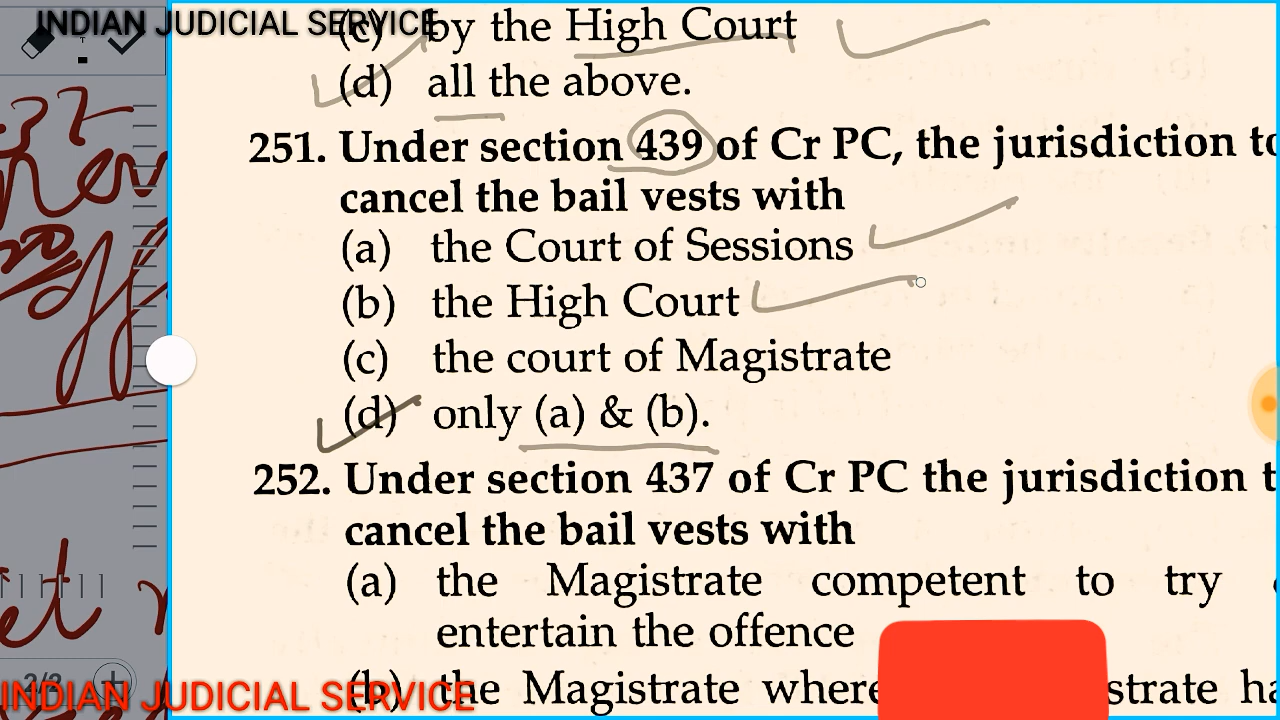 INDIAN JUDICIAL SERVICE
(c) by the High Court
(d) all the above.
251. Under section 439 of Cr PC, the jurisdiction to
cancel the bail vests with
(a) the Court of Sessions
(b) the High Court
(c) the court of Magistrate
(d) only (a) & (b).
252. Under section 437 of Cr PC the jurisdiction t
cancel the bail vests with
(a) the Magistrate competent to try
entertain the offence
(b) the Magistrate where strate ha
2/2
INDIAN JUDICIAL SERVICE